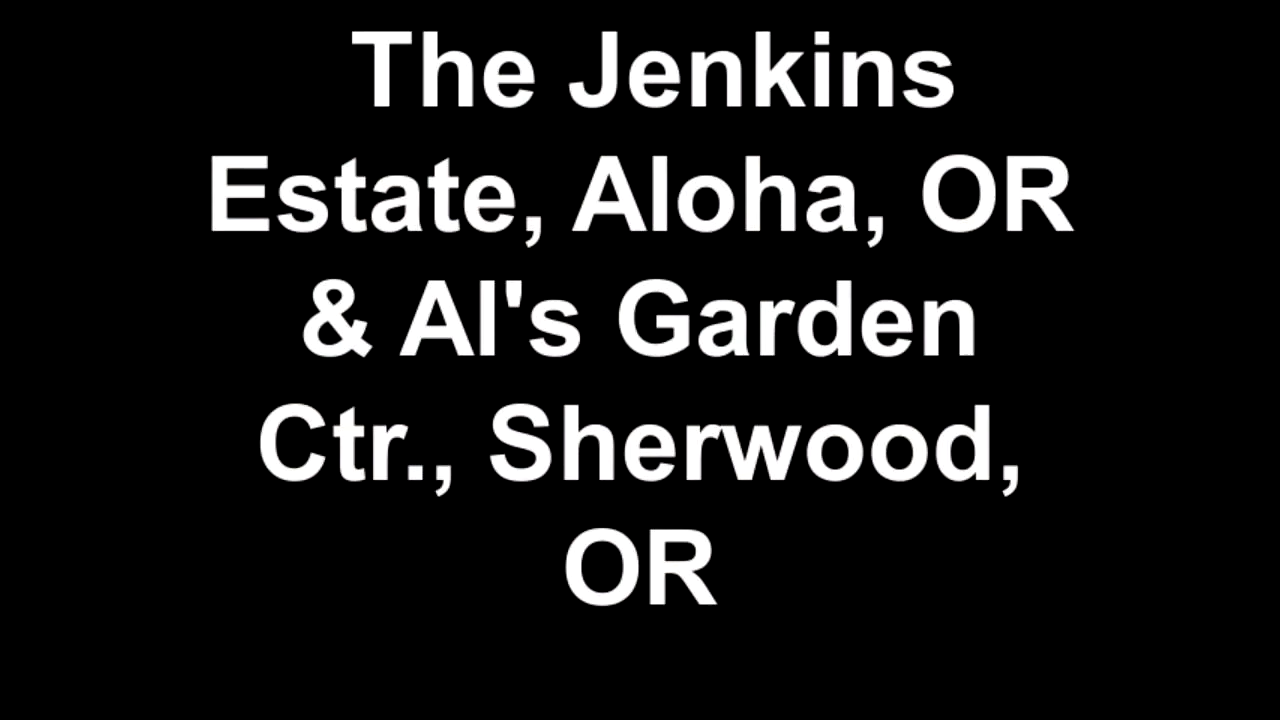 The Jenkins
Estate, Aloha, OR
& Al's Garden
Ctr., Sherwood,
OR